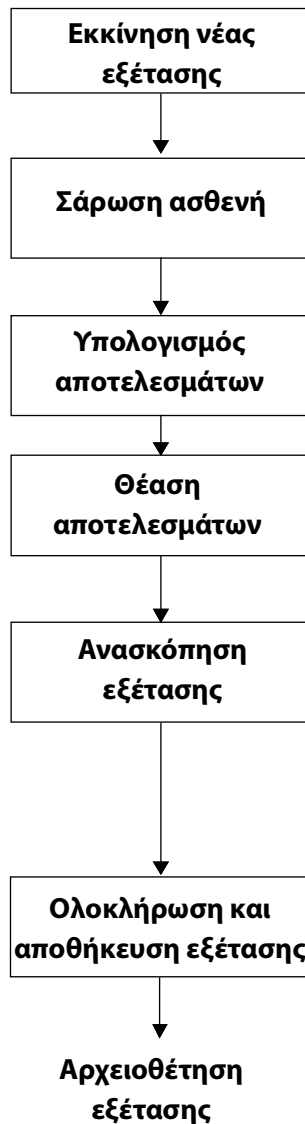 Εκκίνηση νέας
εξέτασης
Σάρωση ασθενή
Υπολογισμός
αποτελεσμάτων
Θέαση
αποτελεσμάτων
Ανασκόπηση
εξέτασης
Ολοκλήρωση και
αποθήκευση εξέτασης
Αρχειοθέτηση
εξέτασης